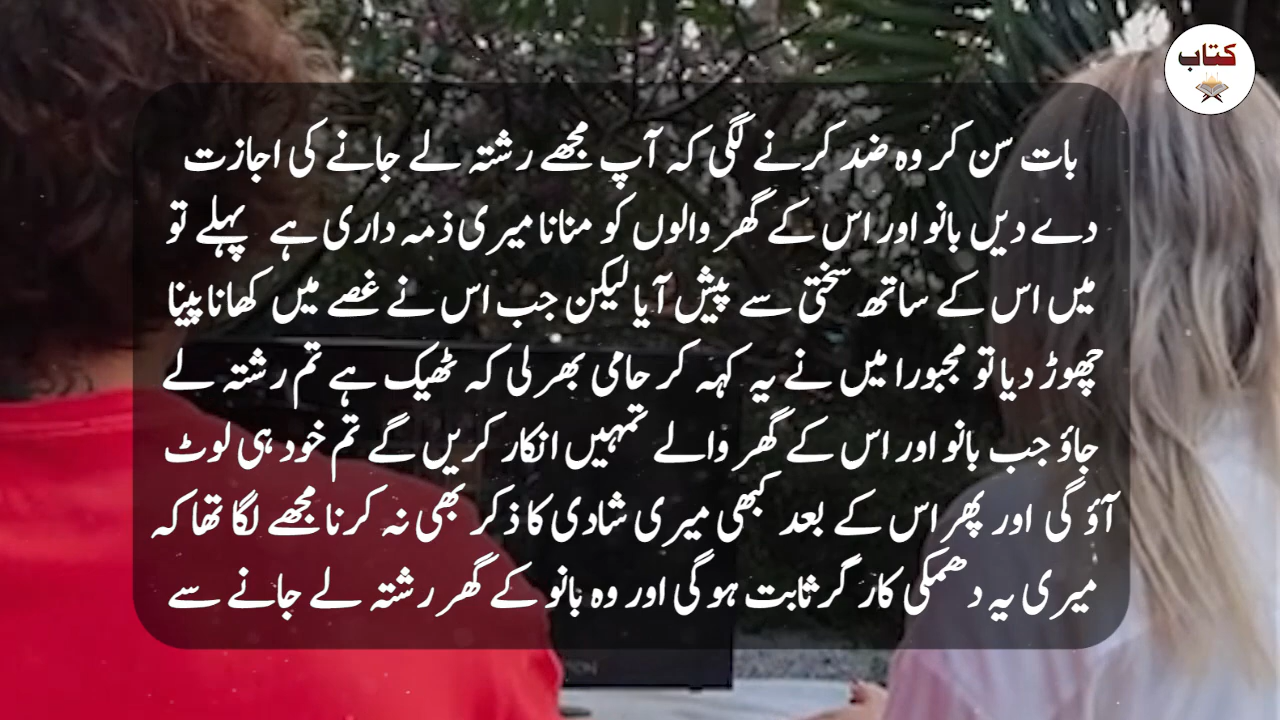 کتاب
بات سن کر وہ ضد کرنے لگی کہ آپ مجھے رشتہ لے جانے کی اجازت
دے دیں بانو اور اس کے گھر والوں کو منانا میری ذمہ داری ہے پہلے تو
میں اس کے ساتھ سختی سے پیش آیا لیکن جب اس نے غصے میں کھانا پینا
چھوڑ دیا تو مجبورا میں نے یہ کہہ کر حامی بھر لی کہ ٹھیک ہے تم رشتہ لے
جاؤ جب بانو اور اس کے گھر والے تمہیں انکار کریں گے تم خود ہی لوٹ
آؤ گی اور پھر اس کے بعد کبھی میری شادی کا ذکر بھی نہ کرنا مجھے لگا تھا کہ
میری یہ دھمکی کار گر ثابت ہوگی اور وہ بانو کے گھر رشتہ لے جانے سے